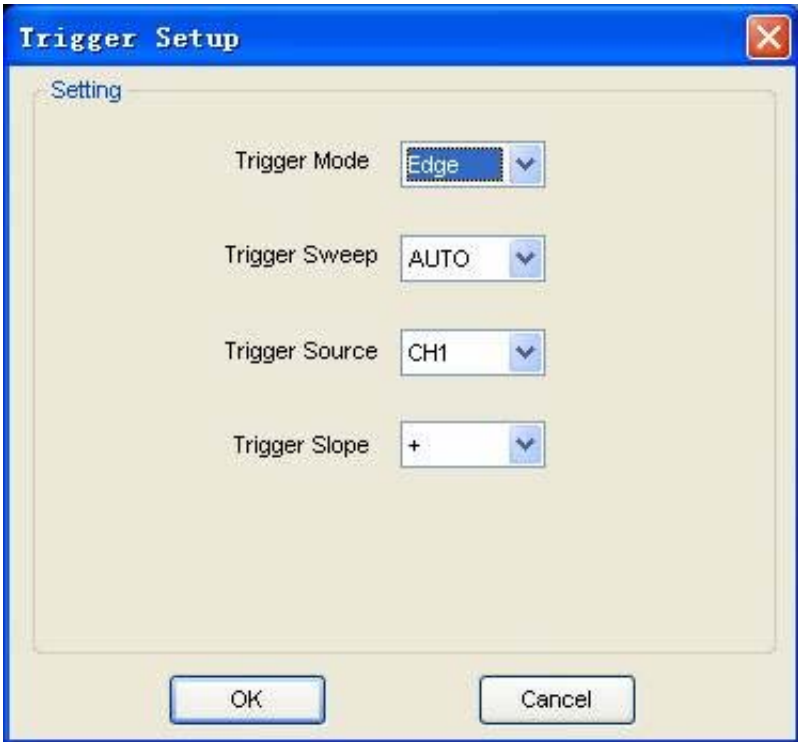 Trigger Setup
Setting
Trigger Mode Edge
Trigger Sweep AUTO
Trigger Source CH1
Trigger Slope +
OK Cancel